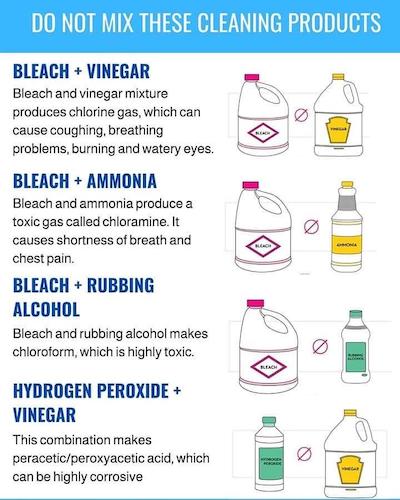 DO NOT MIX THESE CLEANING PRODUCTS
BLEACH + VINEGAR
Bleach and vinegar mixture
produces chlorine gas, which can
cause coughing, breathing
problems, burning and watery eyes.
BLEACH
VINEGAR
BLEACH + AMMONIA
Bleach and ammonia produce a
toxic gas called chloramine. It
causes shortness of breath and
chest pain.
BLEACH
AMMONIA
BLEACH + RUBBING
ALCOHOL
Bleach and rubbing alcohol makes
chloroform, which is highly toxic.
BLEACH
RUBBING
ALCOHOL
HYDROGEN PEROXIDE +
VINEGAR
This combination makes
peracetic/peroxyacetic acid, which
can be highly corrosive
HYDROGEN
PEROXIDE
VINEGAR